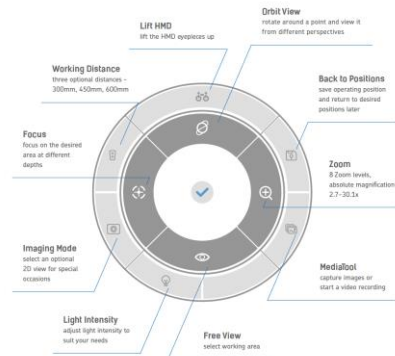 Orbit View
rotate around a point and view it
from different perspectives
Lift HMD
lift the HMD eyepieces up
Working Distance
three optional distances -
300mm, 450mm, 600mm
Back to Positions
save operating position
and return to desired
positions later
Focus
focus on the desired
area at different
depths
Zoom
8 Zoom levels,
absolute magnification
2.7-30.1x
Imaging Mode
select an optional
2D view for special
occasions
MediaTool
capture images or
start a video recording
Light Intensity
adjust light intensity to
suit your needs
Free View
select working area